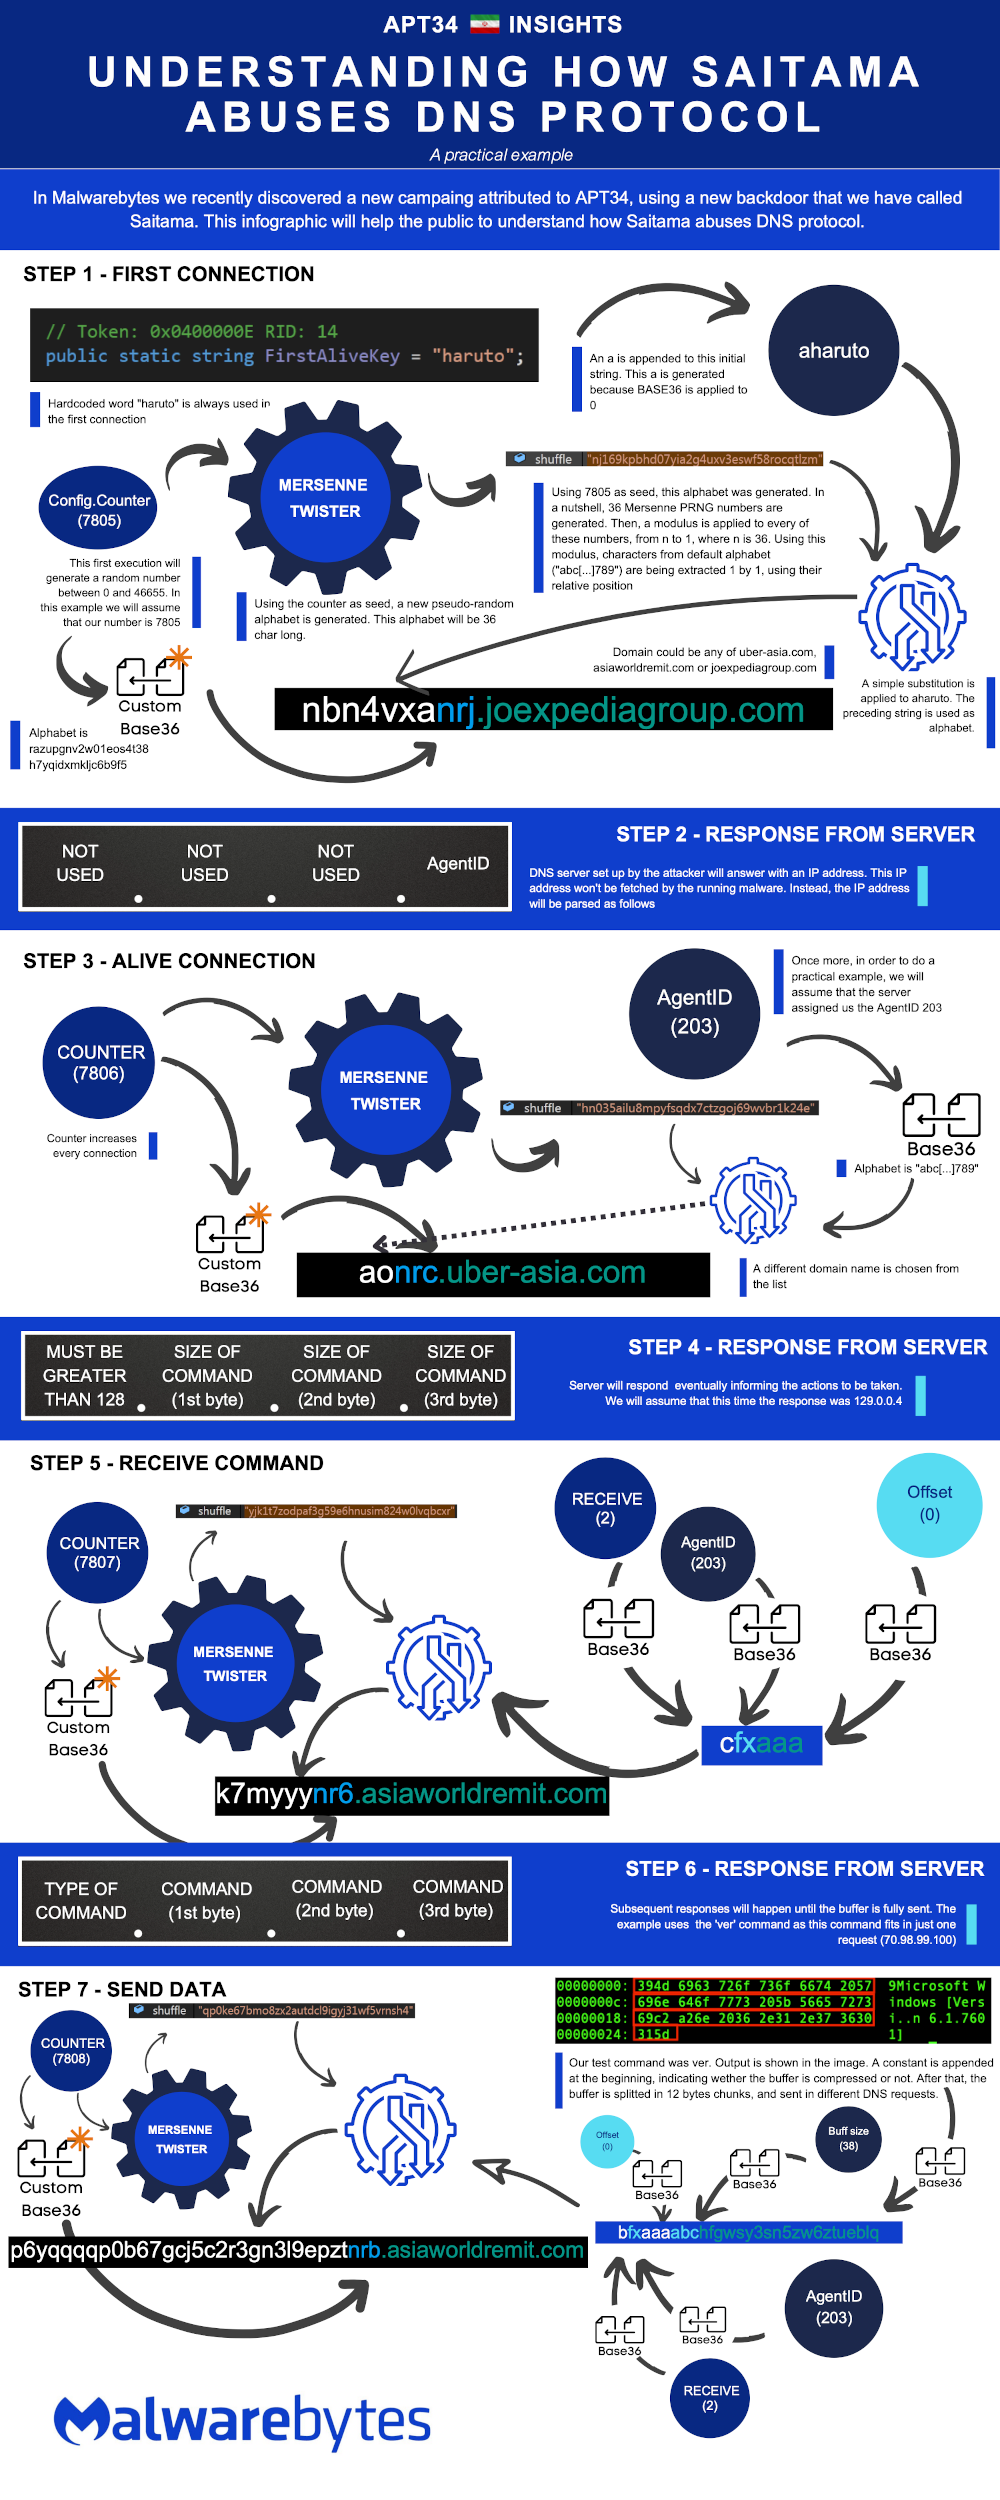 APT34 INSIGHTS
UNDERSTANDING HOW SAITAMA
ABUSES DNS PROTOCOL
A practical example
In Malwarebytes we recently discovered a new campaing attributed to APT34, using a new backdoor that we have called
Saitama. This infographic will help the public to understand how Saitama abuses DNS protocol.
STEP 1 - FIRST CONNECTION
// Token: 0x0400000E RID: 14
public static string FirstAliveKey = "haruto";
Hardcoded word "haruto" is always used in
the first connection
An a is appended to this initial
string. This a is generated
because BASE36 is applied to
0
aharuto
Config.Counter
(7805)
MERSENNE
TWISTER
shuffle "nj169kpbhd07yia2g4uxv3eswf58rocqtlzm"
Using 7805 as seed, this alphabet was generated. In
a nutshell, 36 Mersenne PRNG numbers are
generated. Then, a modulus is applied to every of
these numbers, from n to 1, where n is 36. Using this
modulus, characters from default alphabet
("abc[...]789") are being extracted 1 by 1, using their
relative position
This first execution will
generate a random number
between 0 and 46655. In
this example we will assume
that our number is 7805
Using the counter as seed, a new pseudo-random
alphabet is generated. This alphabet will be 36
char long.
Domain could be any of uber-asia.com,
asiaworldremit.com or joexpediagroup.com
A simple substitution is
applied to aharuto. The
preceding string is used as
alphabet.
Custom
Base36
nbn4vxanrj.joexpediagroup.com
Alphabet is
razupgnv2w01eos4t38
h7yqidxmkljc6b9f5
NOT
USED
NOT
USED
NOT
USED
AgentID
STEP 2 - RESPONSE FROM SERVER
DNS server set up by the attacker will answer with an IP address. This IP
address won't be fetched by the running malware. Instead, the IP address
will be parsed as follows
STEP 3 - ALIVE CONNECTION
COUNTER
(7806)
MERSENNE
TWISTER
AgentID
(203)
Once more, in order to do a
practical example, we will
assume that the server
assigned us the AgentID 203
shuffle "hn035ailu8mpyfsqdx7ctzgoj69wvbr1k24e"
Counter increases
every connection
Base36
Alphabet is "abc[...]789"
Custom
Base36
aonrc.uber-asia.com
A different domain name is chosen from
the list
MUST BE
GREATER
THAN 128
SIZE OF
COMMAND
(1st byte)
SIZE OF
COMMAND
(2nd byte)
SIZE OF
COMMAND
(3rd byte)
STEP 4 - RESPONSE FROM SERVER
Server will respond eventually informing the actions to be taken.
We will assume that this time the response was 129.0.0.4
STEP 5 - RECEIVE COMMAND
shuffle "yjk1t7zodpaf3g59e6hnusim824w0lvqbcxr"
COUNTER
(7807)
MERSENNE
TWISTER
RECEIVE
(2)
AgentID
(203)
Offset
(0)
Base36
Base36
Base36
Custom
Base36
cfxaaa
k7myyynr6.asiaworldremit.com
TYPE OF
COMMAND
COMMAND
(1st byte)
COMMAND
(2nd byte)
COMMAND
(3rd byte)
STEP 6 - RESPONSE FROM SERVER
Subsequent responses will happen until the buffer is fully sent. The
example uses the 'ver' command as this command fits in just one
request (70.98.99.100)
STEP 7 - SEND DATA
shuffle "qp0ke67bmo8zx2autdcl9igyj31wf5vrnsh4"
COUNTER
(7808)
MERSENNE
TWISTER
Custom
Base36
00000000: 394d 6963 726f 736f 6674 2057 9Microsoft W
0000000c: 696e 646f 7773 205b 5665 7273 indows [Vers
00000018: 69c2 a26e 2036 2e31 2e37 3630 i..n 6.1.760
00000024: 315d 1]
Our test command was ver. Output is shown in the image. A constant is appended
at the beginning, indicating wether the buffer is compressed or not. After that, the
buffer is splitted in 12 bytes chunks, and sent in different DNS requests.
Offset
(0)
Buff size
(38)
Base36
Base36
Base36
bfxaaaabchfgwsy3sn5zw6ztueblq
p6yqqqqp0b67gcj5c2r3gn3l9epztnrb.asiaworldremit.com
AgentID
(203)
Base36
Base36
RECEIVE
(2)
Malwarebytes